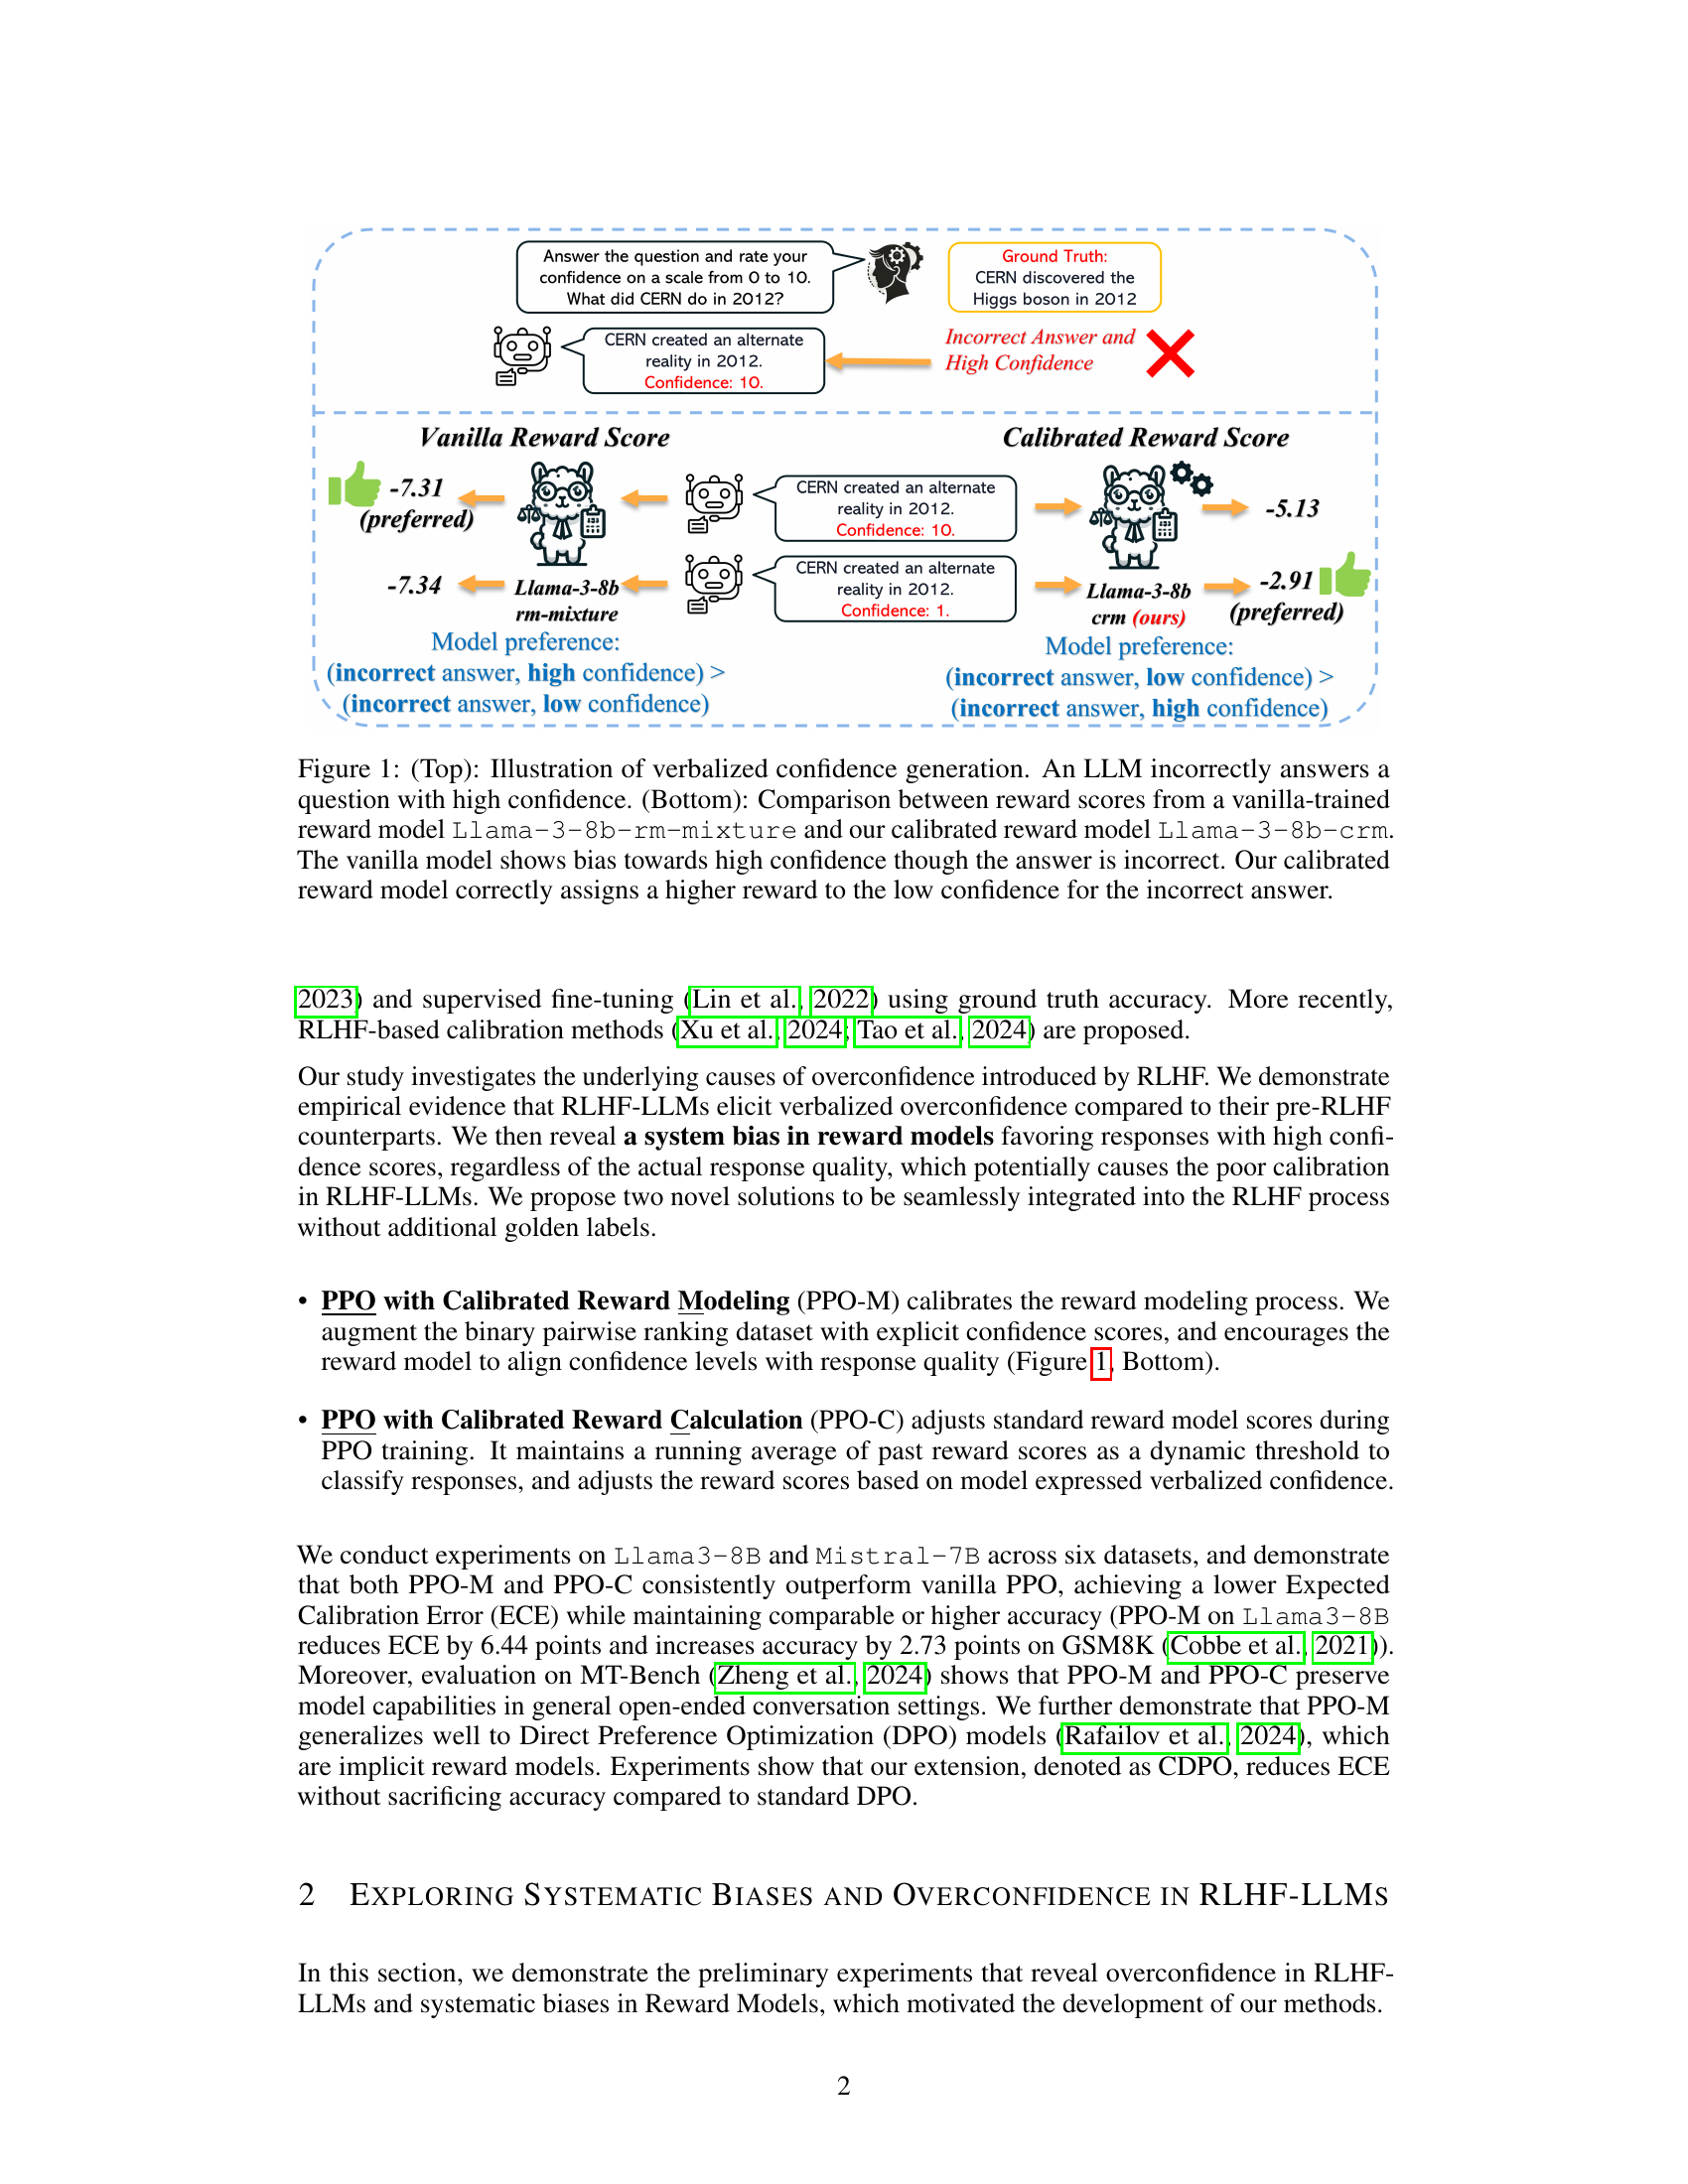 Answer the question and rate your
confidence on a scale from 0 to 10.
What did CERN do in 2012?
Ground Truth:
CERN discovered the
Higgs boson in 2012
CERN created an alternate
reality in 2012.
Confidence: 10.
Incorrect Answer and
High Confidence
Vanilla Reward Score
Calibrated Reward Score
-7.31
(preferred)
CERN created an alternate
reality in 2012.
Confidence: 10.
-5.13
-7.34
Llama-3-8b
rm-mixture
CERN created an alternate
reality in 2012.
Confidence: 1.
Llama-3-8b
crm (ours)
-2.91
(preferred)
Model preference:
(incorrect answer, high confidence) >
(incorrect answer, low confidence)
Model preference:
(incorrect answer, low confidence) >
(incorrect answer, high confidence)
Figure 1: (Top): Illustration of verbalized confidence generation. An LLM incorrectly answers a
question with high confidence. (Bottom): Comparison between reward scores from a vanilla-trained
reward model Llama-3-8b-rm-mixture and our calibrated reward model Llama-3-8b-crm.
The vanilla model shows bias towards high confidence though the answer is incorrect. Our calibrated
reward model correctly assigns a higher reward to the low confidence for the incorrect answer.
2023) and supervised fine-tuning (Lin et al., 2022) using ground truth accuracy. More recently,
RLHF-based calibration methods (Xu et al., 2024; Tao et al., 2024) are proposed.
Our study investigates the underlying causes of overconfidence introduced by RLHF. We demonstrate
empirical evidence that RLHF-LLMs elicit verbalized overconfidence compared to their pre-RLHF
counterparts. We then reveal a system bias in reward models favoring responses with high confi-
dence scores, regardless of the actual response quality, which potentially causes the poor calibration
in RLHF-LLMs. We propose two novel solutions to be seamlessly integrated into the RLHF process
without additional golden labels.
• PPO with Calibrated Reward Modeling (PPO-M) calibrates the reward modeling process. We
augment the binary pairwise ranking dataset with explicit confidence scores, and encourages the
reward model to align confidence levels with response quality (Figure 1, Bottom).
• PPO with Calibrated Reward Calculation (PPO-C) adjusts standard reward model scores during
PPO training. It maintains a running average of past reward scores as a dynamic threshold to
classify responses, and adjusts the reward scores based on model expressed verbalized confidence.
We conduct experiments on Llama3-8B and Mistral-7B across six datasets, and demonstrate
that both PPO-M and PPO-C consistently outperform vanilla PPO, achieving a lower Expected
Calibration Error (ECE) while maintaining comparable or higher accuracy (PPO-M on Llama3-8B
reduces ECE by 6.44 points and increases accuracy by 2.73 points on GSM8K (Cobbe et al., 2021)).
Moreover, evaluation on MT-Bench (Zheng et al., 2024) shows that PPO-M and PPO-C preserve
model capabilities in general open-ended conversation settings. We further demonstrate that PPO-M
generalizes well to Direct Preference Optimization (DPO) models (Rafailov et al., 2024), which
are implicit reward models. Experiments show that our extension, denoted as CDPO, reduces ECE
without sacrificing accuracy compared to standard DPO.
2 EXPLORING SYSTEMATIC BIASES AND OVERCONFIDENCE IN RLHF-LLMS
In this section, we demonstrate the preliminary experiments that reveal overconfidence in RLHF-
LLMs and systematic biases in Reward Models, which motivated the development of our methods.
2